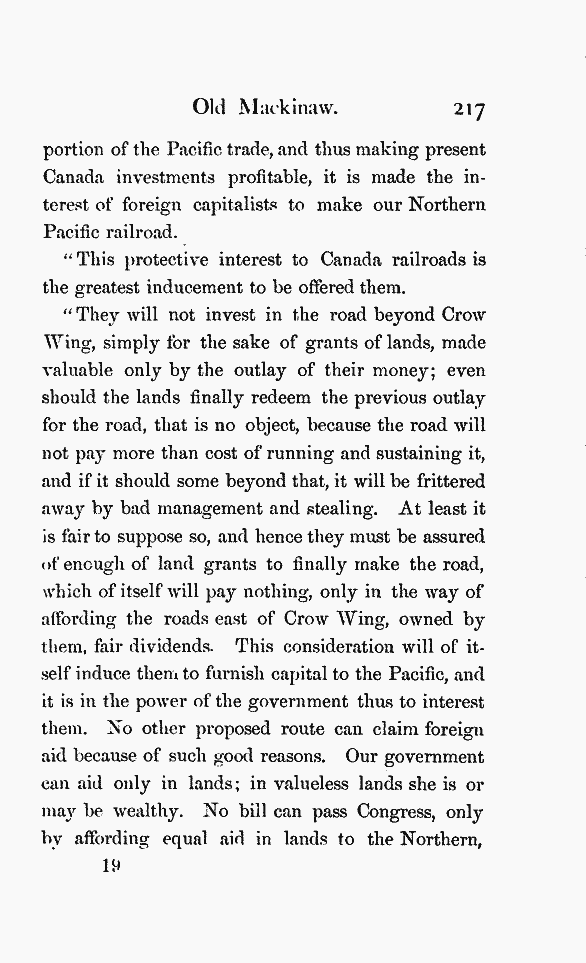 Old Mackinaw. 217
portion of the Pacific trade, and thus making present
Canada investments profitable, it is made the in-
terest of foreign capitalists to make our Northern
Pacific railroad.
"This protective interest to Canada railroads is
the greatest inducement to be offered them.
"They will not invest in the road beyond Crow
Wing, simply for the sake of grants of lands, made
valuable only by the outlay of their money; even
should the lands finally redeem the previous outlay
for the road, that is no object, because the road will
not pay more than cost of running and sustaining it,
and if it should some beyond that, it will be frittered
away by bad management and stealing. At least it
is fair to suppose so, and hence they must be assured
of enough of land grants to finally make the road,
which of itself will pay nothing, only in the way of
affording the roads east of Crow Wing, owned by
them, fair dividends. This consideration will of it-
self induce them to furnish capital to the Pacific, and
it is in the power of the government thus to interest
them. No other proposed route can claim foreign
aid because of such good reasons. Our government
can aid only in lands; in valueless lands she is or
may be wealthy. No bill can pass Congress, only
by affording equal aid in lands to the Northern,
19